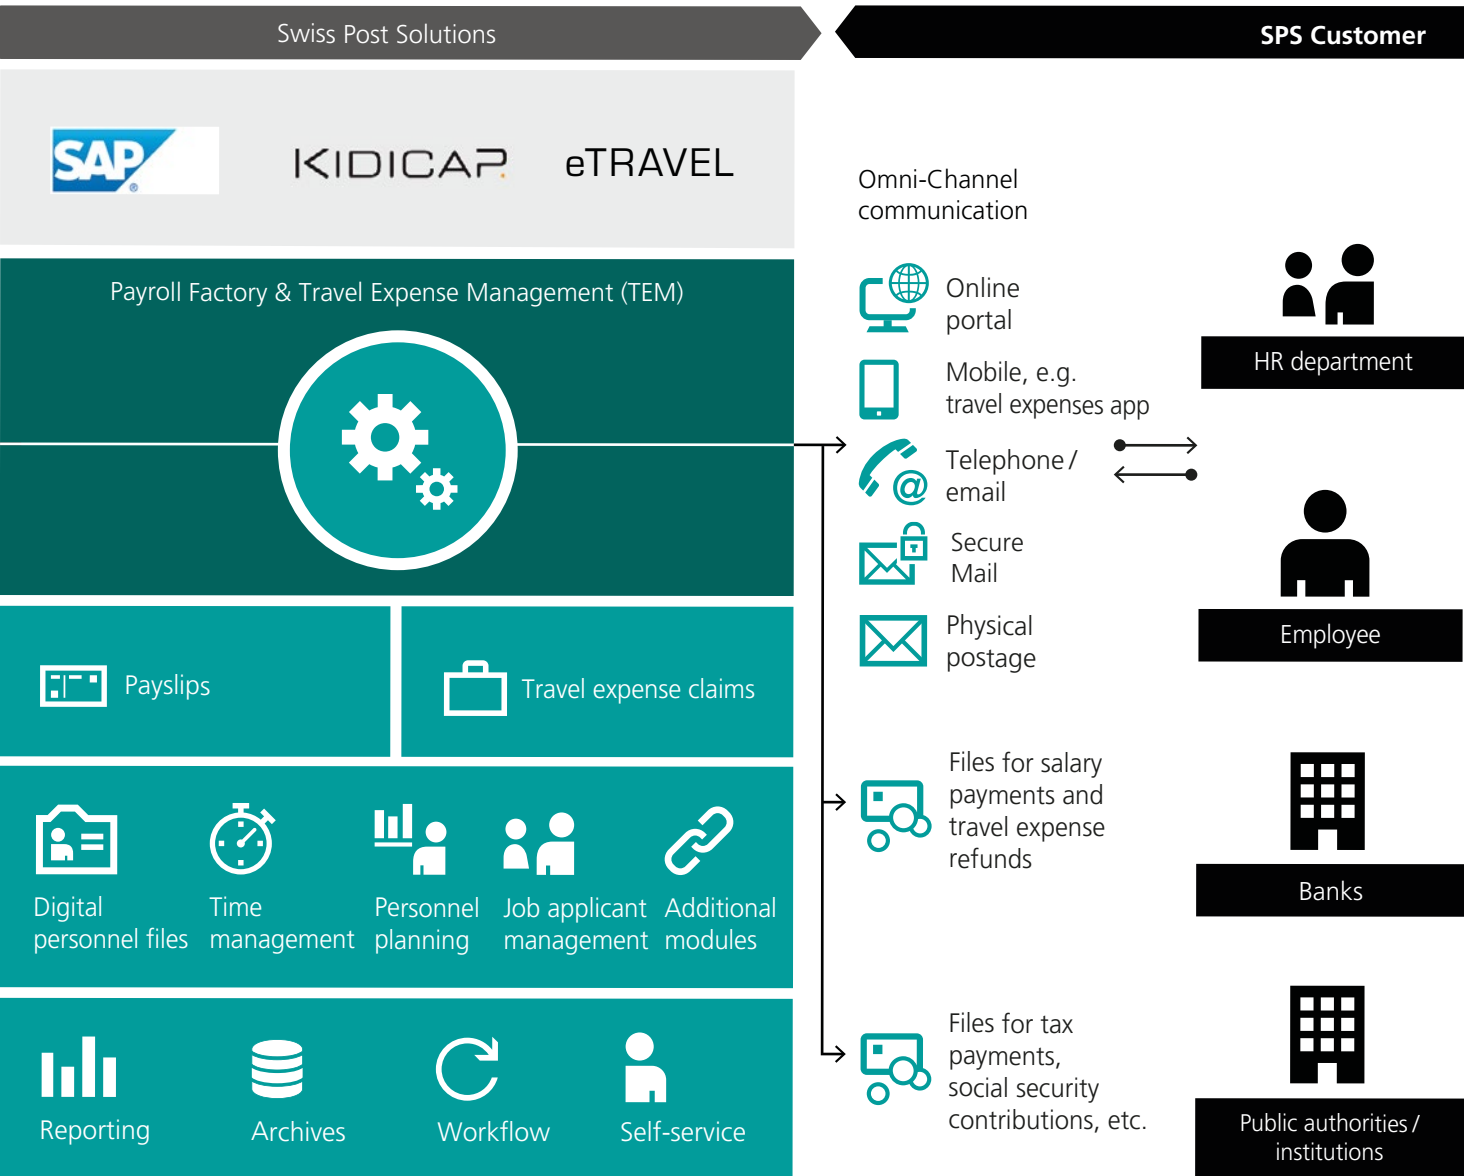 Swiss Post Solutions
SPS Customer
SAP
®
KIDICAP.
eTRAVEL
Payroll Factory & Travel Expense Management (TEM)
Payslips
Travel expense claims
Digital
personnel files
Time
management
Personnel
planning
Job applicant
management
Additional
modules
Reporting
Archives
Workflow
Self-service
Omni-Channel
communication
Online
portal
Mobile, e.g.
travel expenses app
@
Telephone /
email
Secure
Mail
Physical
postage
Files for salary
payments and
travel expense
refunds
Files for tax
payments,
social security
contributions, etc.
HR department
Employee
Banks
Public authorities /
institutions